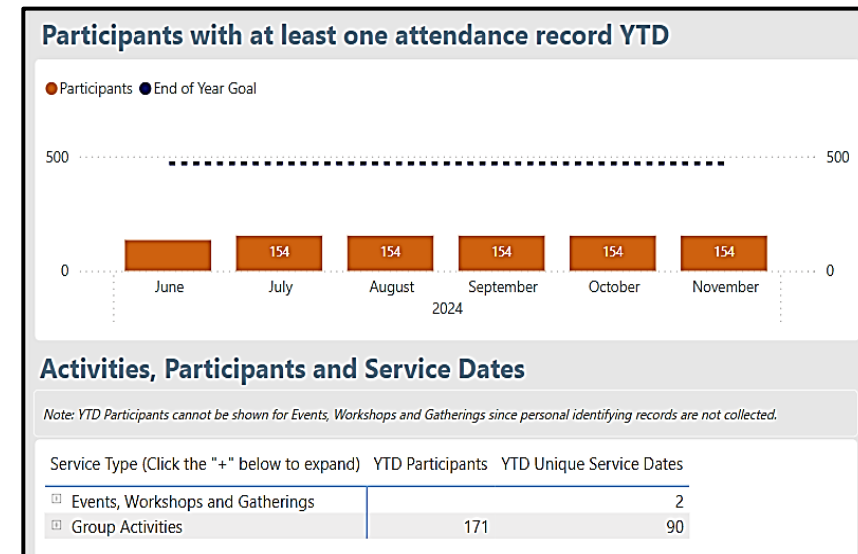 Participants with at least one attendance record YTD
Participants End of Year Goal
500 500
154 154 154 154 154
0 0
June July August September October November
2024
Activities, Participants and Service Dates
Note: YTD Participants cannot be shown for Events, Workshops and Gatherings since personal identifying records are not collected.
Service Type (Click the "+" below to expand) YTD Participants YTD Unique Service Dates
Events, Workshops and Gatherings 2
Group Activities 171 90